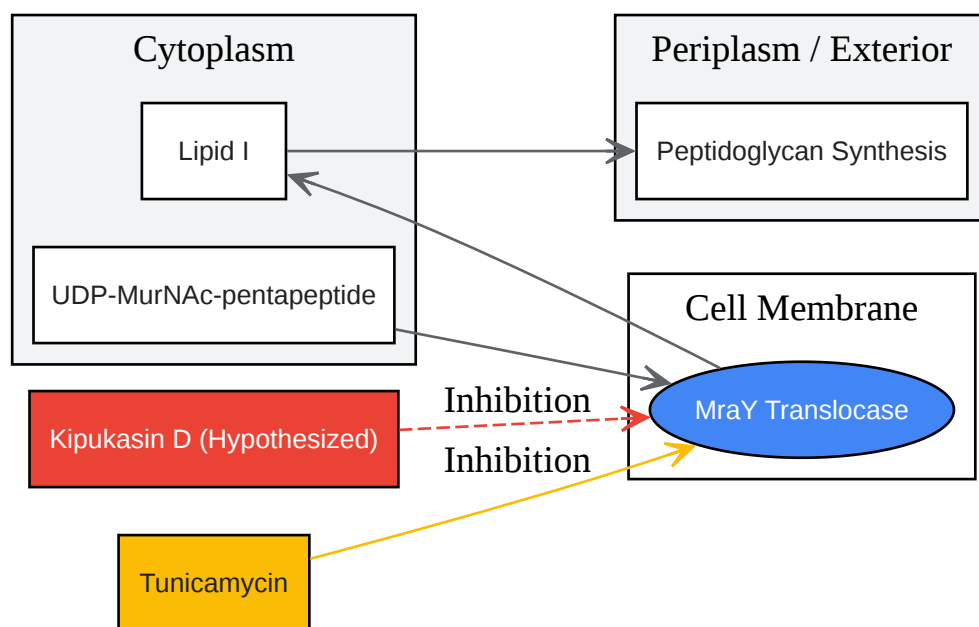 Cytoplasm
Periplasm / Exterior
Lipid I
Peptidoglycan Synthesis
UDP-MurNAc-pentapeptide
Cell Membrane
Inhibition
MraY Translocase
Kipukasin D (Hypothesized)
Inhibition
Tunicamycin